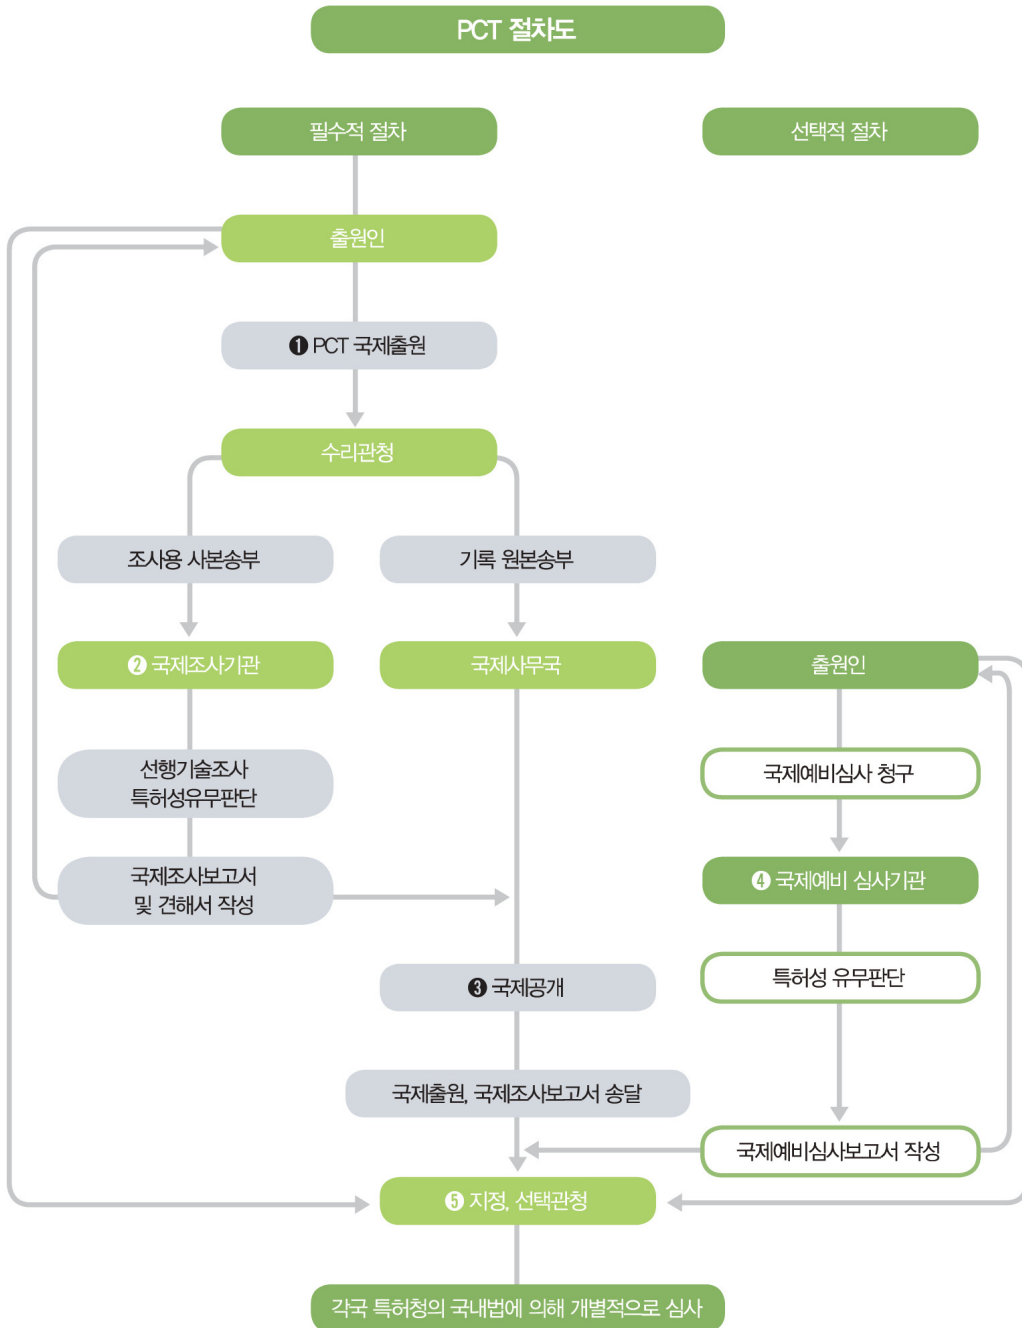 PCT 절차도
필수적 절차
선택적 절차
출원인
❶ PCT 국제출원
수리관청
조사용 사본송부
기록 원본송부
❷ 국제조사기관
국제사무국
출원인
선행기술조사
특허성유무판단
국제예비심사 청구
국제조사보고서
및 견해서 작성
❹ 국제예비 심사기관
❸ 국제공개
특허성 유무판단
국제출원, 국제조사보고서 송달
국제예비심사보고서 작성
❺ 지정, 선택관청
각국 특허청의 국내법에 의해 개별적으로 심사